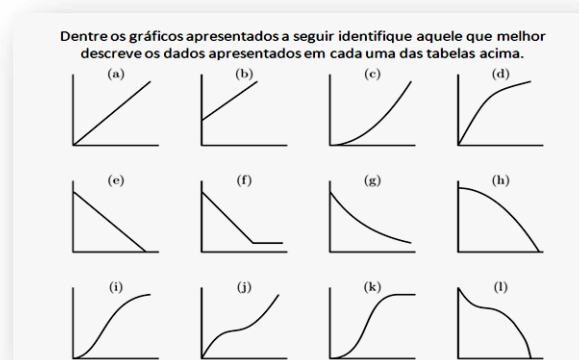 Dentre os gráficos apresentados a seguir identifique aquele que melhor
descreve os dados apresentados em cada uma das tabelas acima.
(a) (b) (c) (d)
(e) (f) (g) (h)
(i) (j) (k) (l)